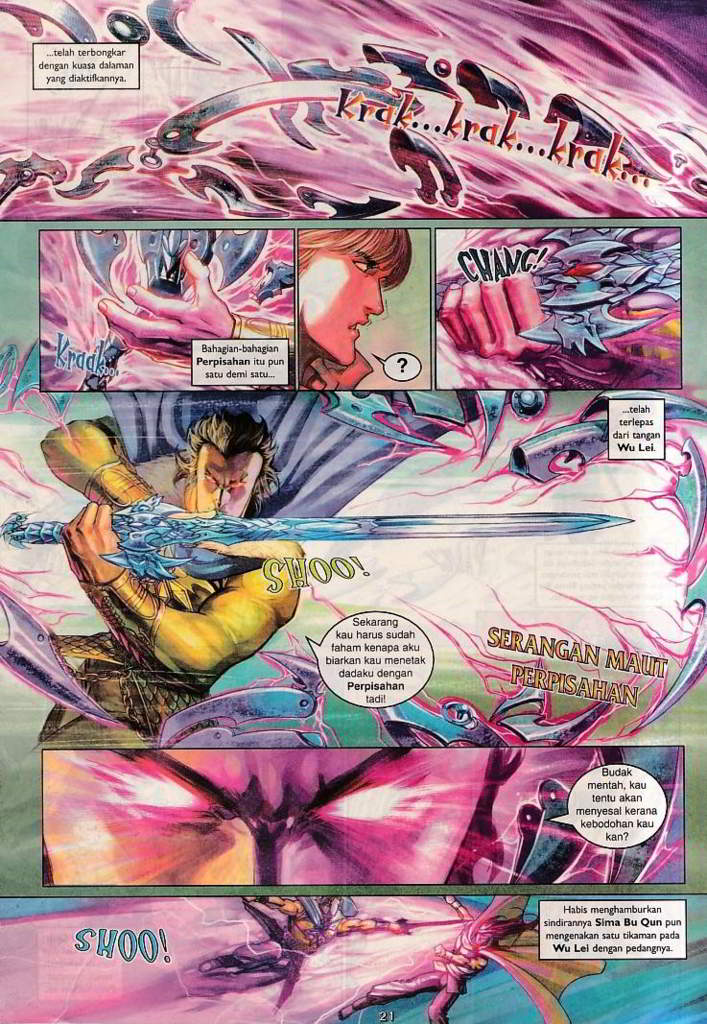 ...telah terbongkar
dengan kuasa dalaman
yang diaktifkannya.
Krak...krak...krak...
Kraak...
Bahagian-bahagian
Perpisahan itu pun
satu demi satu...
?
CHANG!
...telah
terlepas
dari tangan
Wu Lei.
SHOO!
Sekarang
kau harus sudah
faham kenapa aku
biarkan kau menetak
dadaku dengan
Perpisahan
tadi!
SERANGAN MAUT
PERPISAHAN
Budak
mentah, kau
tentu akan
menyesal kerana
kebodohan kau
kan?
SHOO!
Habis menghamburkan
sindirannya Sima Bu Qun pun
mengenakan satu tikaman pada
Wu Lei dengan pedangnya.
21